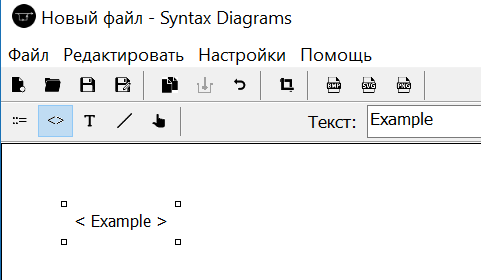 Новый файл - Syntax Diagrams
Файл Редактировать Настройки Помощь
BMP SVG PNG
::= <> T Текст: Example
< Example >